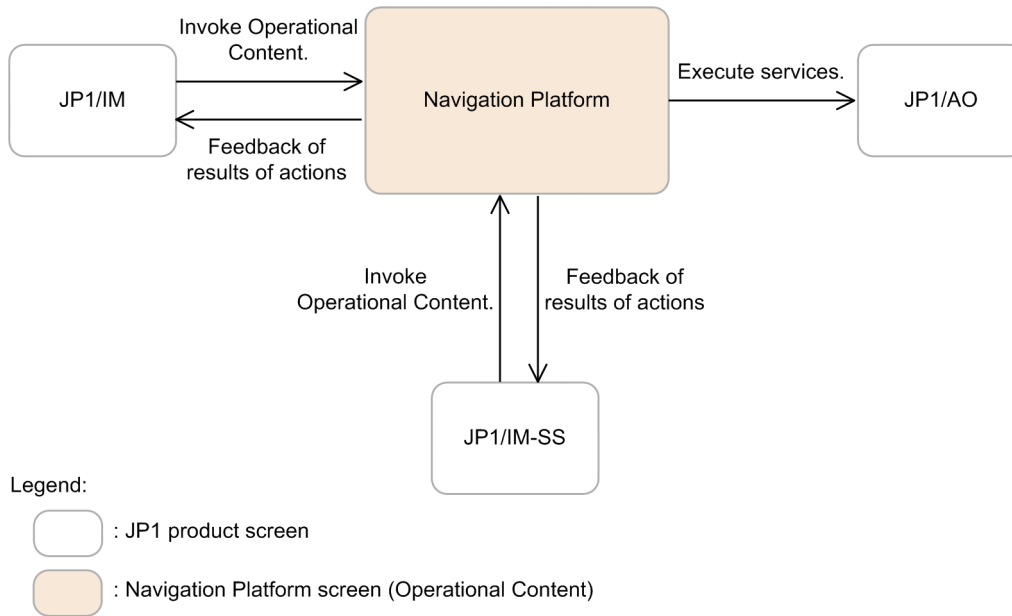 Invoke Operational
Content.
JP1/IM
Navigation Platform
Execute services.
JP1/AO
Feedback of
results of actions
Invoke
Operational Content.
Feedback of
results of actions
JP1/IM-SS
Legend:
: JP1 product screen
: Navigation Platform screen (Operational Content)